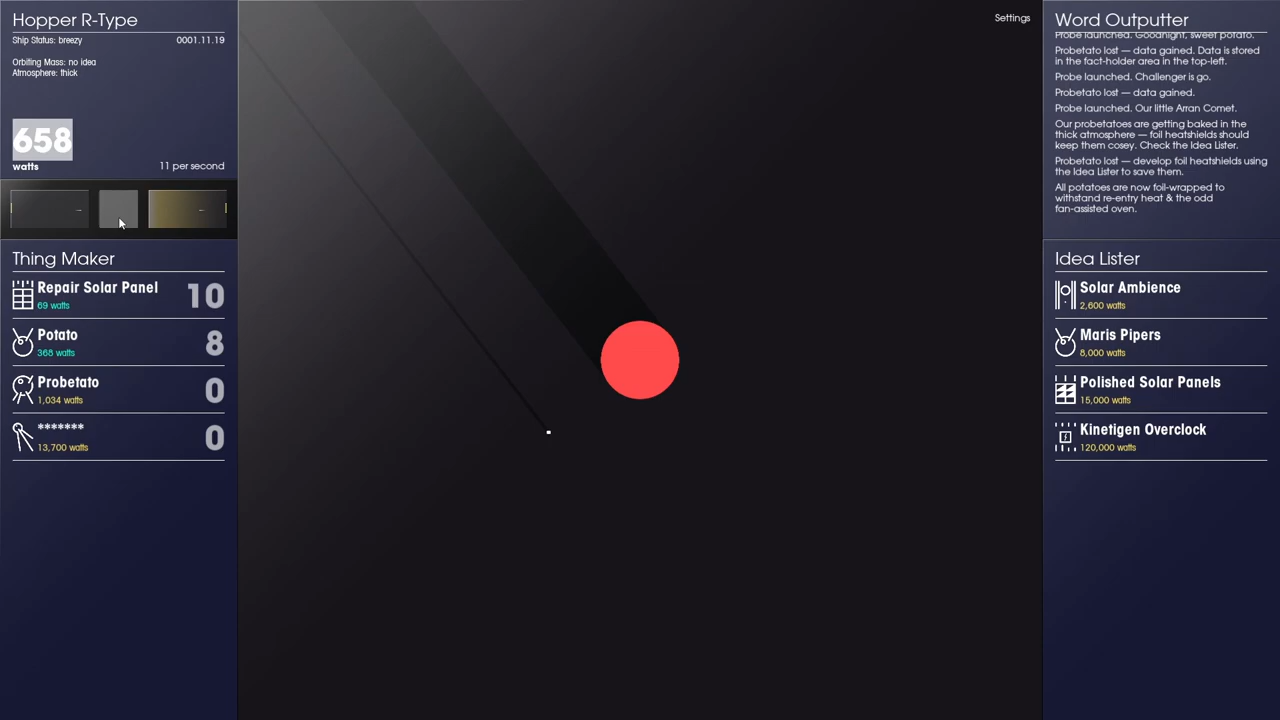 Hopper R-Type
Ship Status: breezy
0001.11.19
Orbiting Mass: no idea
Atmosphere: thick
658
watts
11 per second
Thing Maker
Repair Solar Panel
69 watts
10
Potato
368 watts
8
Probetato
1,034 watts
0
*******
13,700 watts
0
Settings
Word Outputter
Probe launched. Goodnight, sweet potato.
Probetato lost — data gained. Data is stored
in the fact-holder area in the top-left.
Probe launched. Challenger is go.
Probetato lost — data gained.
Probe launched. Our little Arran Comet.
Our probetatoes are getting baked in the
thick atmosphere — foil heatshields should
keep them cosey. Check the Idea Lister.
Probetato lost — develop foil heatshields using
the Idea Lister to save them.
All potatoes are now foil-wrapped to
withstand re-entry heat & the odd
fan-assisted oven.
Idea Lister
Solar Ambience
2,600 watts
Maris Pipers
8,000 watts
Polished Solar Panels
15,000 watts
Kinetigen Overclock
120,000 watts